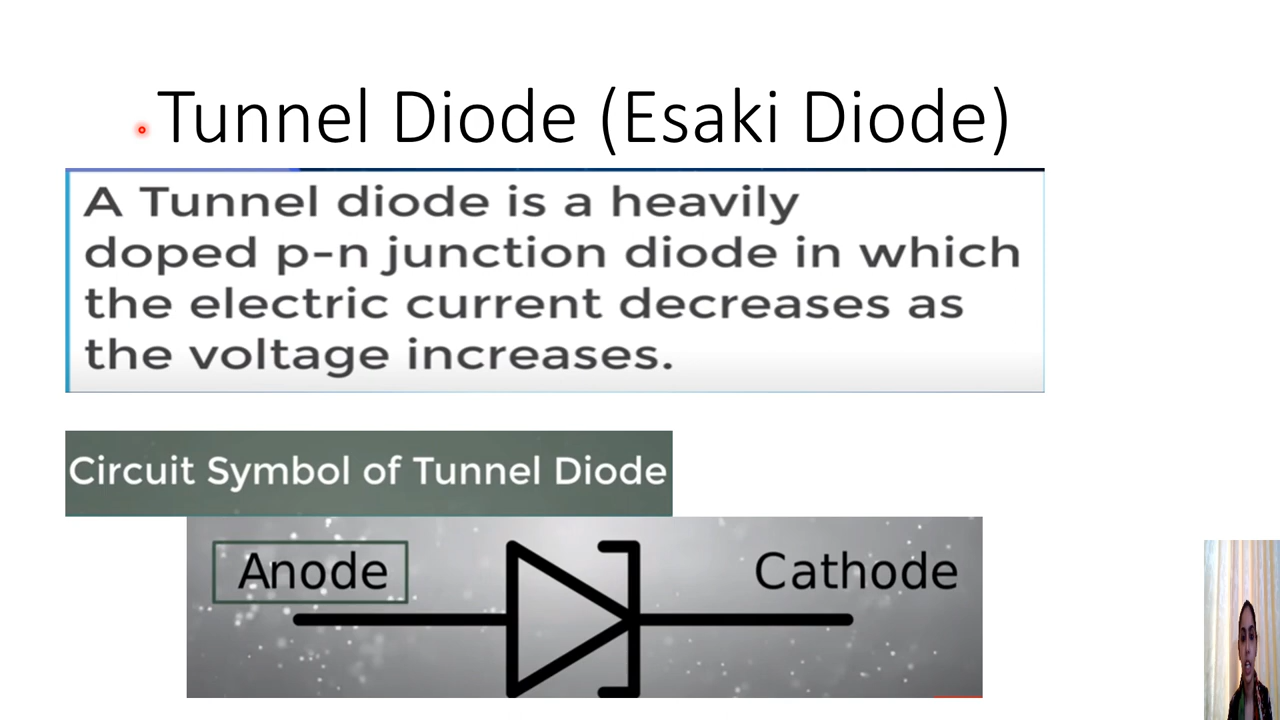 Tunnel Diode (Esaki Diode)
A Tunnel diode is a heavily
doped p-n junction diode in which
the electric current decreases as
the voltage increases.
Circuit Symbol of Tunnel Diode
Anode
Cathode